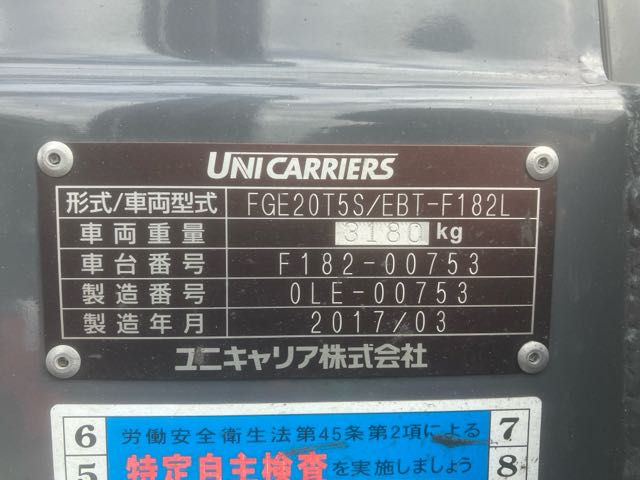 UNICARRIERS
形式/車両型式 FGE20T5S/EBT-F182L
車両重量 3180 kg
車台番号 F182-00753
製造番号 0LE-00753
製造年月 2017/03
ユニキャリア株式会社
6 労働安全衛生法第45条第2項による 7
5 特定自主検査を実施しましょう 8